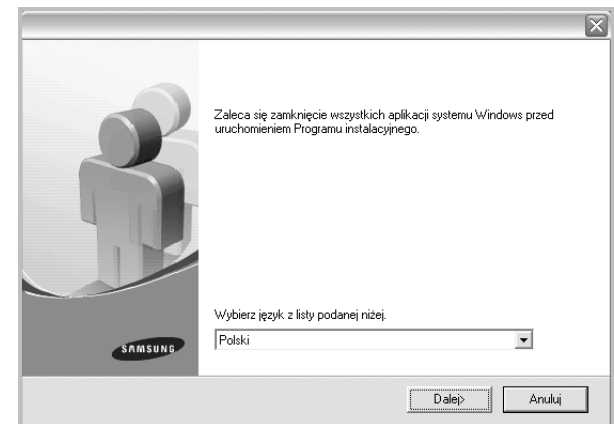 Zaleca się zamknięcie wszystkich aplikacji systemu Windows przed
uruchomieniem Programu instalacyjnego.
Wybierz język z listy podanej niżej.
Polski
SAMSUNG
Dalej>
Anuluj